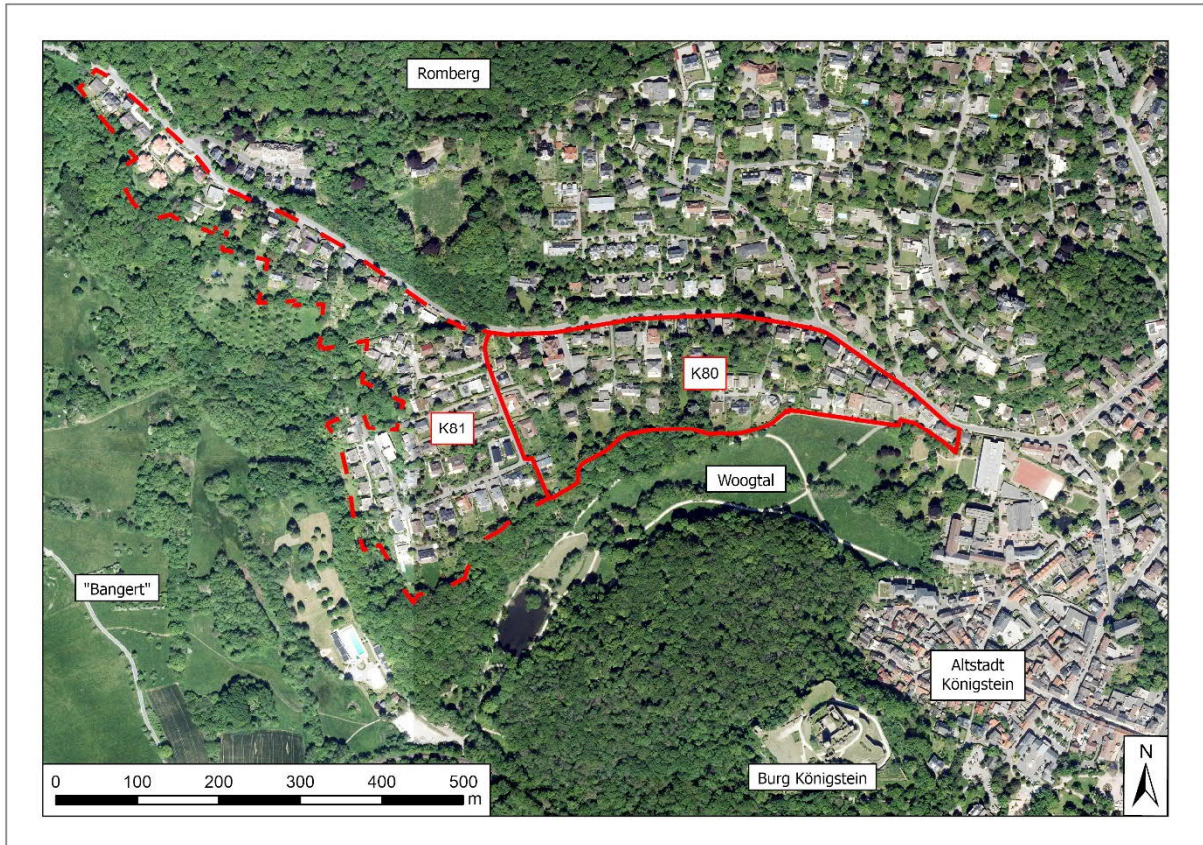 Romberg
K80
K81
Woogtal
"Bangert"
Altstadt
Königstein
Burg Königstein
N
0 100 200 300 400 500
m